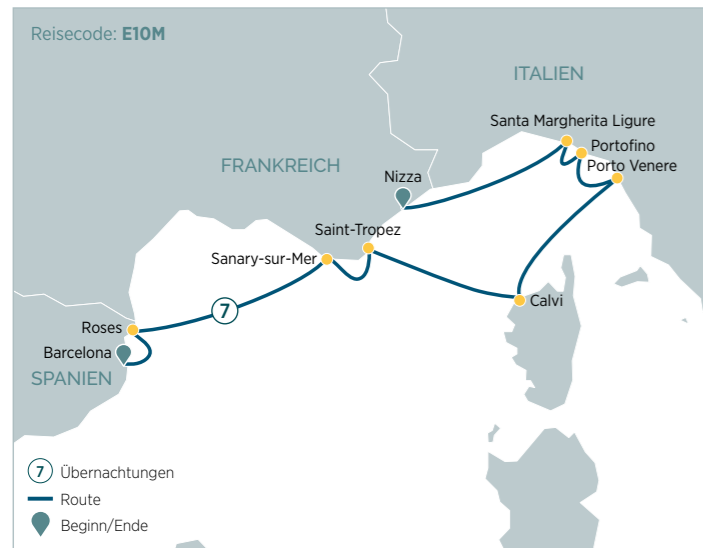 Reisecode: E10M
ITALIEN
Santa Margherita Ligure
Portofino
Porto Venere
FRANKREICH
Nizza
Saint-Tropez
Sanary-sur-Mer
Calvi
7
Roses
Barcelona
SPANIEN
7 Übernachtungen
Route
Beginn/Ende